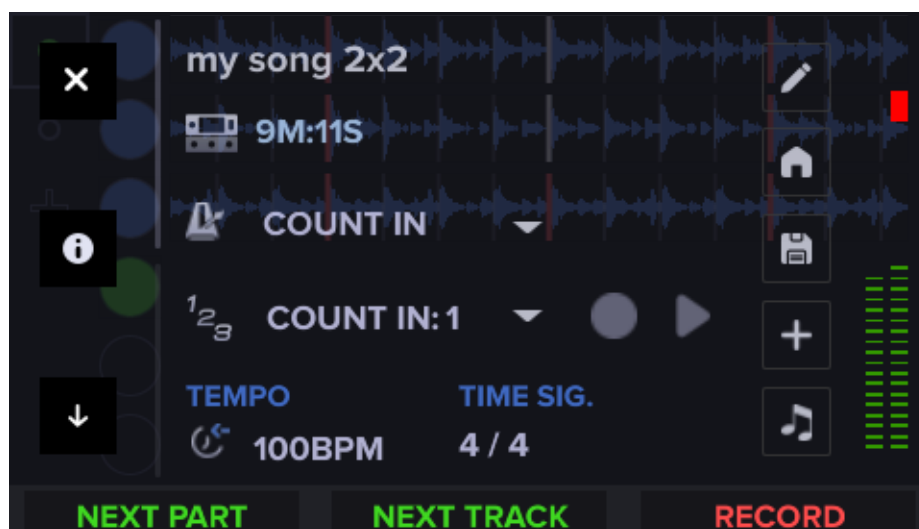 my song 2x2
9M:11S
COUNT IN
123 COUNT IN: 1
TEMPO TIME SIG.
100BPM 4 / 4
NEXT PART NEXT TRACK RECORD